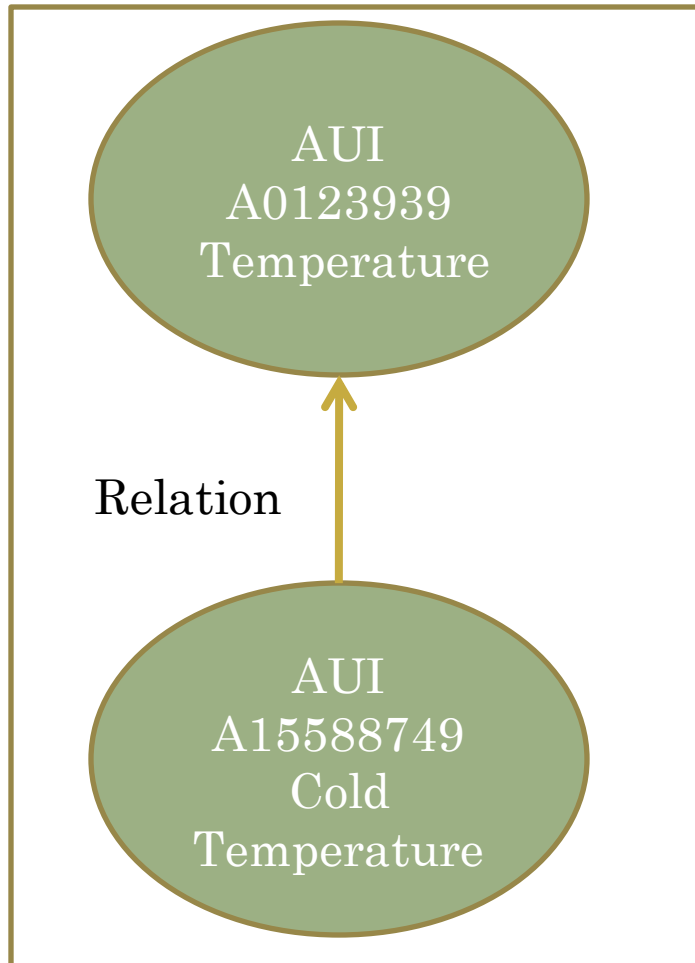 AUI
A0123939
Temperature
Relation
AUI
A15588749
Cold
Temperature